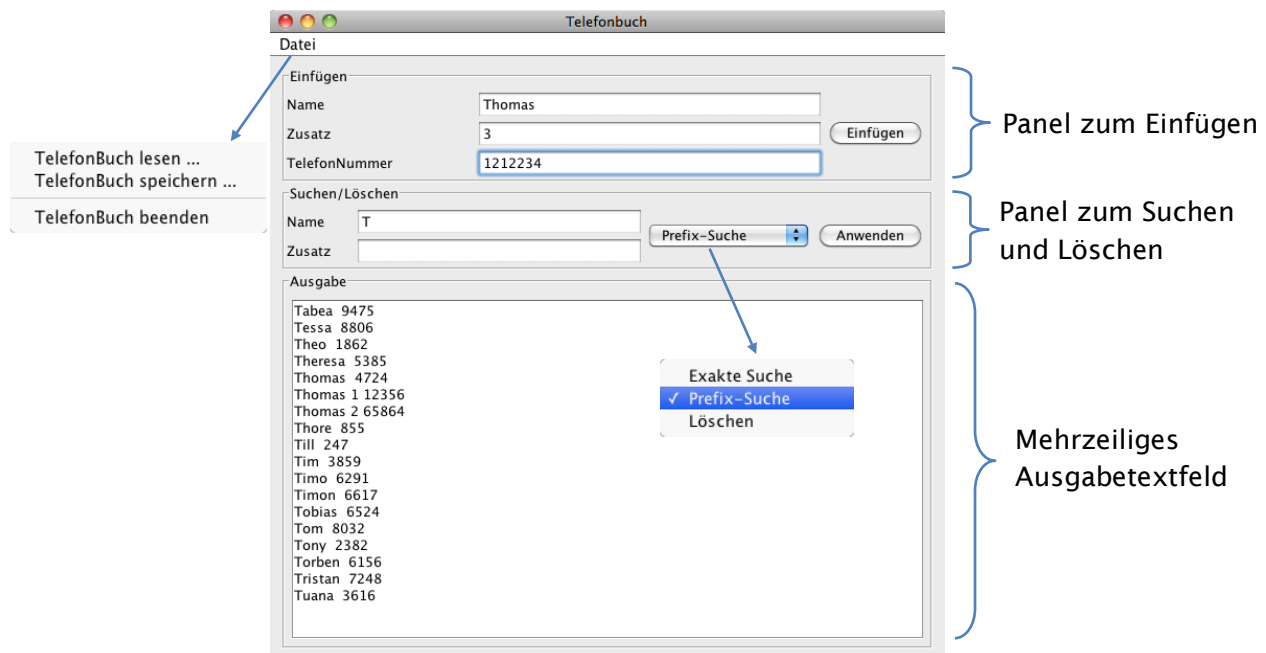 Telefonbuch
Datei
Einfügen
Name Thomas
Zusatz 3 Einfügen
TelefonNummer 1212234
Panel zum Einfügen
TelefonBuch lesen ...
TelefonBuch speichern ...
TelefonBuch beenden
Suchen/Löschen
Name T
Zusatz
Prefix-Suche Anwenden
Panel zum Suchen
und Löschen
Ausgabe
Tabea 9475
Tessa 8806
Theo 1862
Theresa 5385
Thomas 4724
Thomas 1 12356
Thomas 2 65864
Thore 855
Till 247
Tim 3859
Timo 6291
Timon 6617
Tobias 6524
Tom 8032
Tony 2382
Torben 6156
Tristan 7248
Tuana 3616
Exakte Suche
✓ Prefix-Suche
Löschen
Mehrzeiliges
Ausgabetextfeld